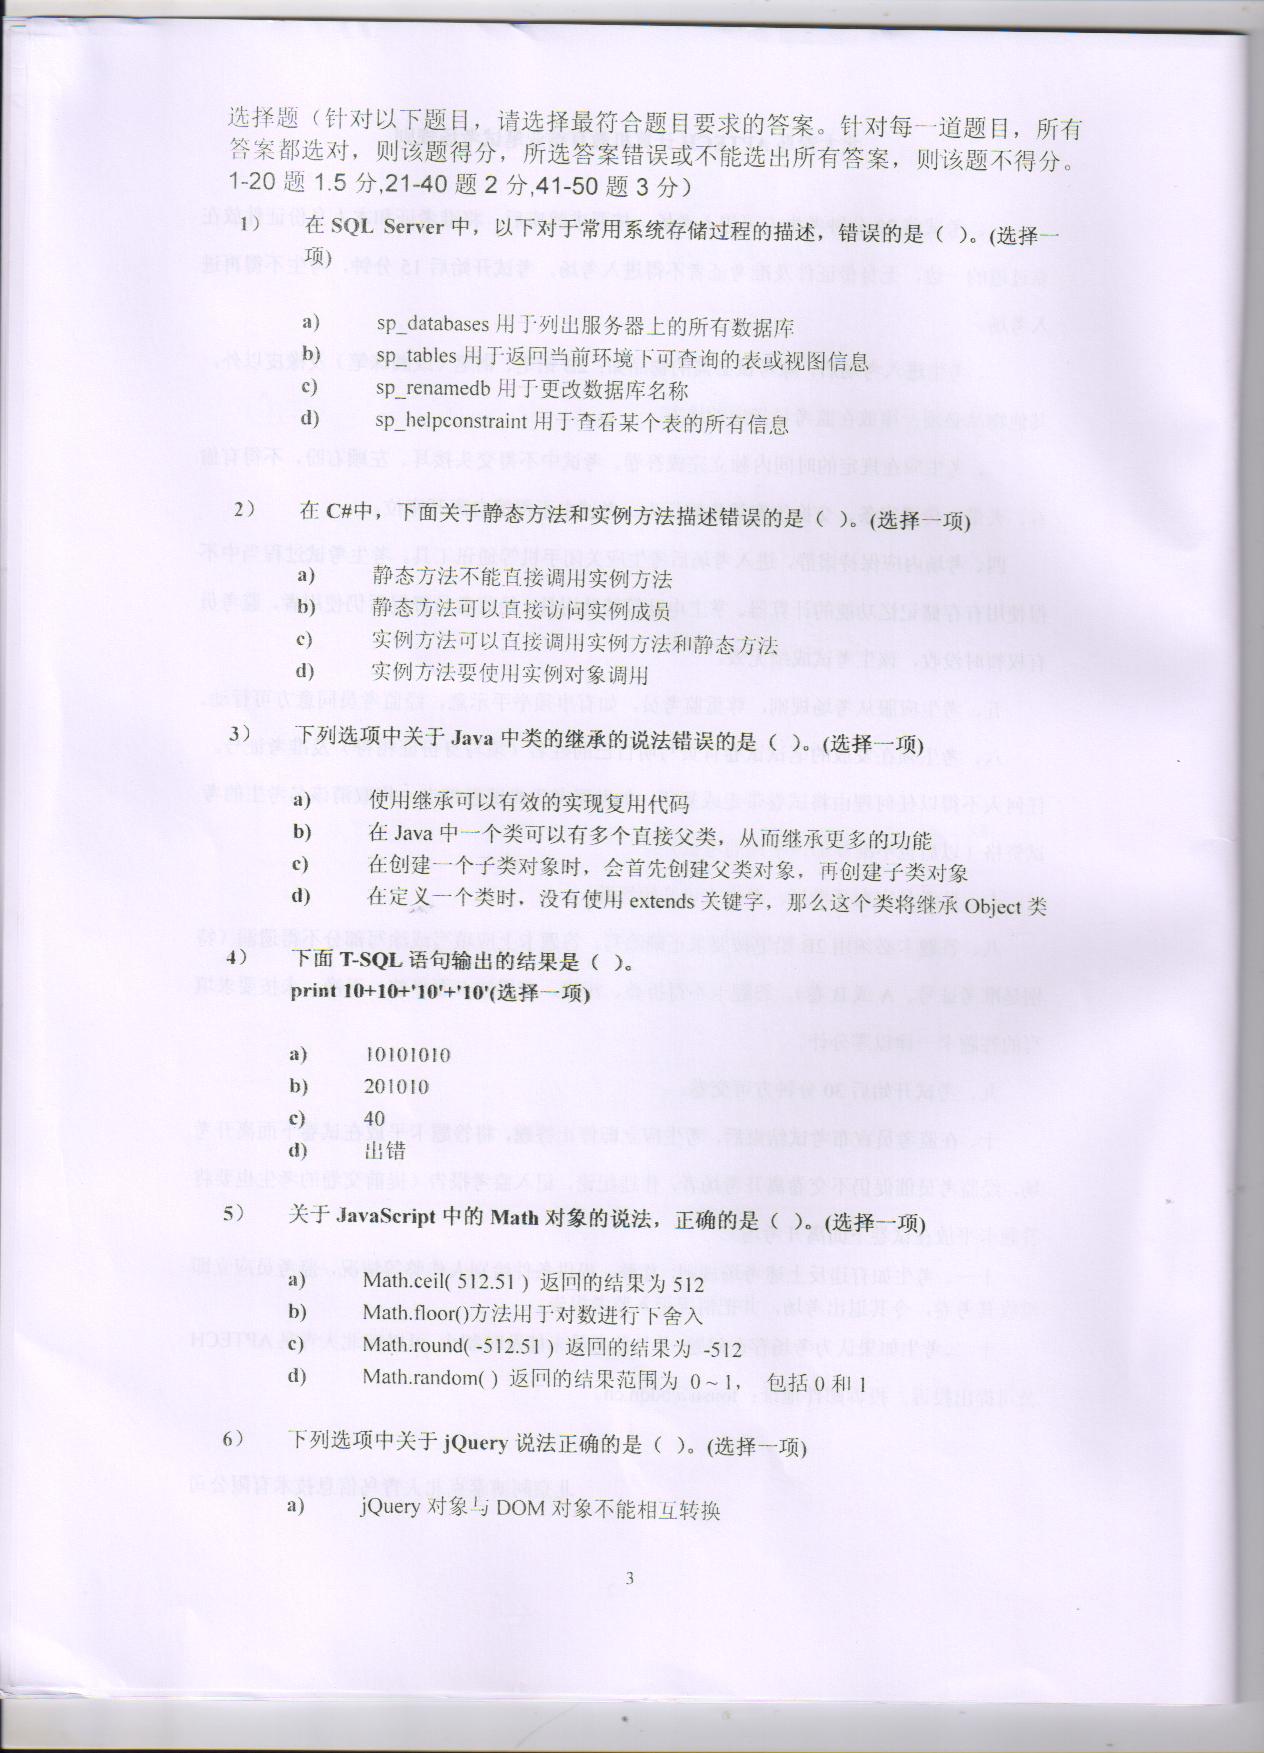 选择题（针对以下题目，请选择最符合题目要求的答案。针对每一道题目，所有
答案都选对，则该题得分，所选答案错误或不能选出所有答案，则该题不得分。
1-20 题 1.5 分,21-40 题 2 分,41-50 题 3 分）
1) 在 SQL Server 中，以下对于常用系统存储过程的描述，错误的是（ ）。(选择一
项)
a) sp_databases 用于列出服务器上的所有数据库
b) sp_tables 用于返回当前环境下可查询的表或视图信息
c) sp_renamedb 用于更改数据库名称
d) sp_helpconstraint 用于查看某个表的所有信息
2) 在 C#中，下面关于静态方法和实例方法描述错误的是（ ）。(选择一项)
a) 静态方法不能直接调用实例方法
b) 静态方法可以直接访问实例成员
c) 实例方法可以直接调用实例方法和静态方法
d) 实例方法要使用实例对象调用
3) 下列选项中关于 Java 中类的继承的说法错误的是（ ）。(选择一项)
a) 使用继承可以有效的实现复用代码
b) 在 Java 中一个类可以有多个直接父类，从而继承更多的功能
c) 在创建一个子类对象时，会首先创建父类对象，再创建子类对象
d) 在定义一个类时，没有使用 extends 关键字，那么这个类将继承 Object 类
4) 下面 T-SQL 语句输出的结果是（ ）。
print 10+10+'10'+'10'(选择一项)
a) 10101010
b) 201010
c) 40
d) 出错
5) 关于 JavaScript 中的 Math 对象的说法，正确的是（ ）。(选择一项)
a) Math.ceil( 512.51 ) 返回的结果为 512
b) Math.floor()方法用于对数进行下舍入
c) Math.round( -512.51 ) 返回的结果为 -512
d) Math.random( ) 返回的结果范围为 0 ~ 1， 包括 0 和 1
6) 下列选项中关于 jQuery 说法正确的是（ ）。(选择一项)
a) jQuery 对象与 DOM 对象不能相互转换
3